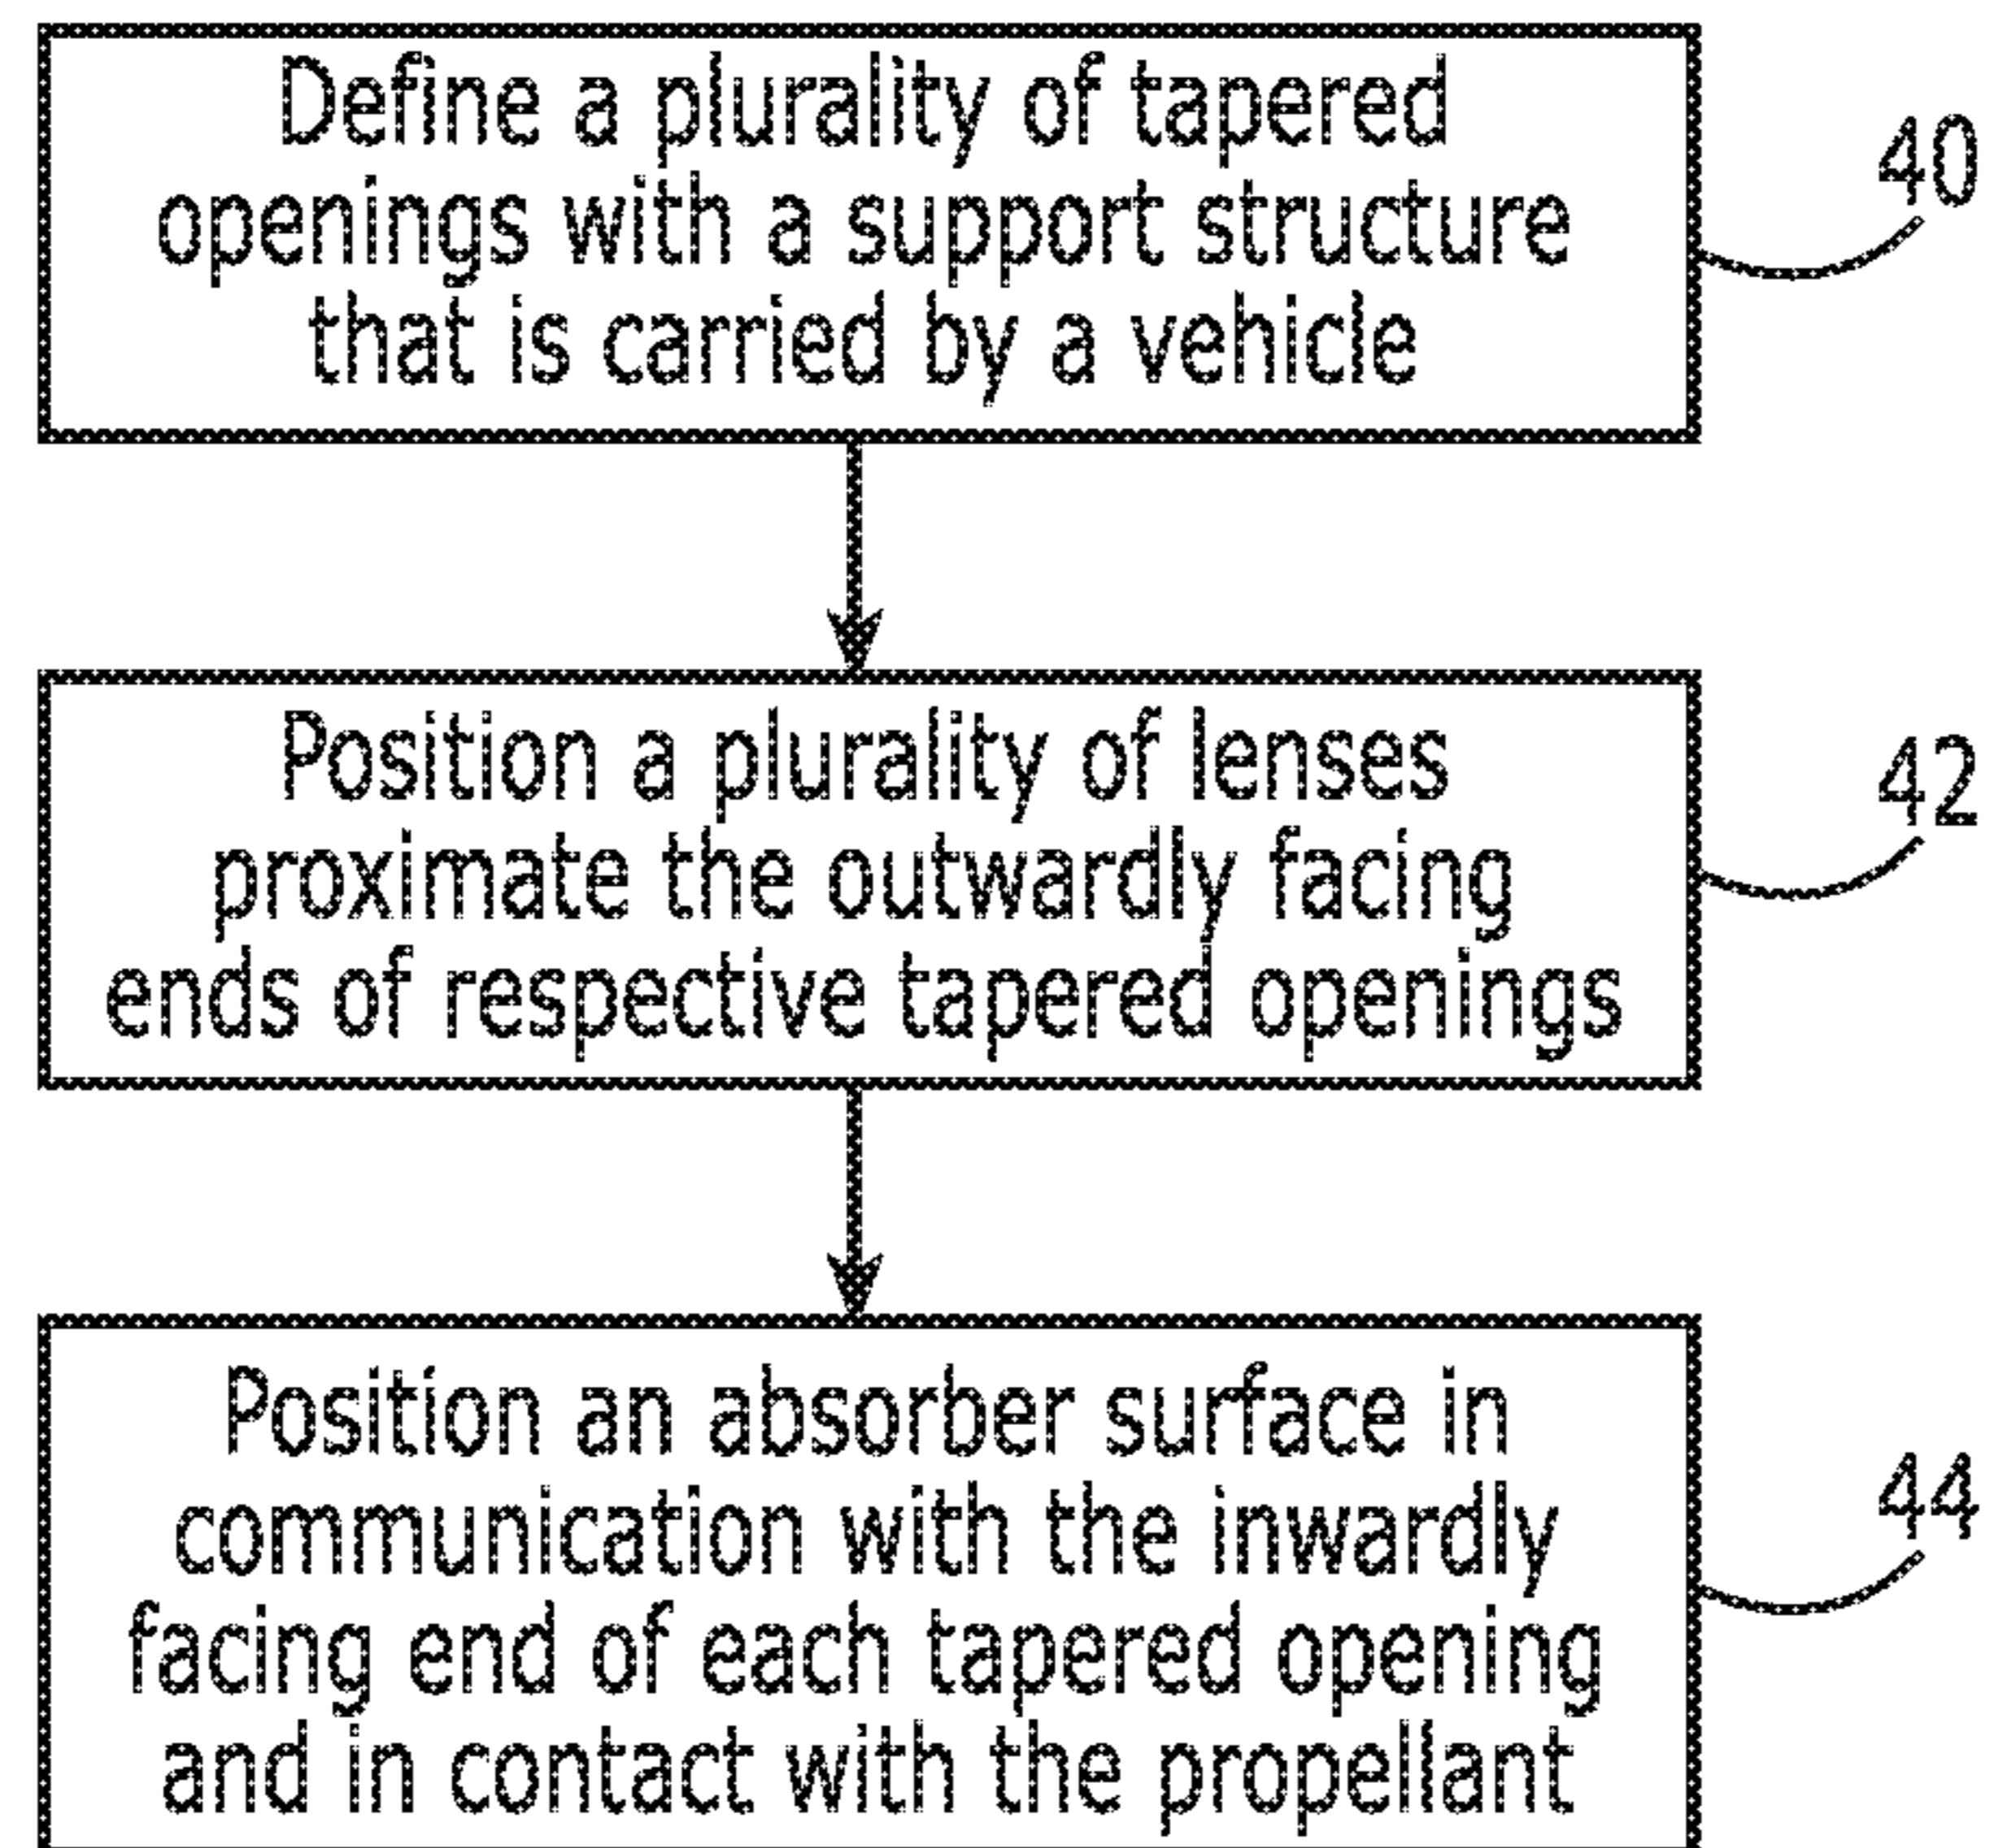 Define a plurality of tapered
openings with a support structure
that is carried by a vehicle
40
Position a plurality of lenses
proximate the outwardly facing
ends of respective tapered openings
42
Position an absorber surface in
communication with the inwardly
facing end of each tapered opening
and in contact with the propellant
44